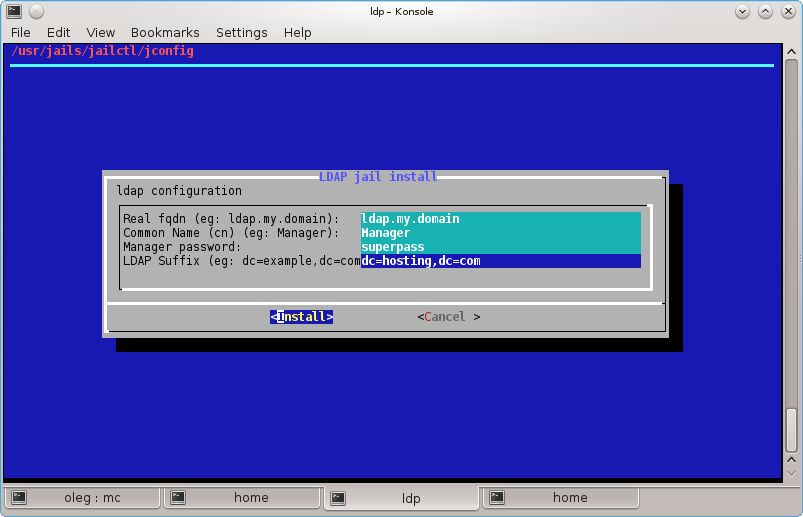 ldp – Konsole
File Edit View Bookmarks Settings Help
/usr/jails/jailctl/jconfig
LDAP jail install
ldap configuration
Real fqdn (eg: ldap.my.domain): ldap.my.domain
Common Name (cn) (eg: Manager): Manager
Manager password: superpass
LDAP Suffix (eg: dc=example,dc=com dc=hosting,dc=com
<Install> <Cancel >
oleg : mc home ldp home